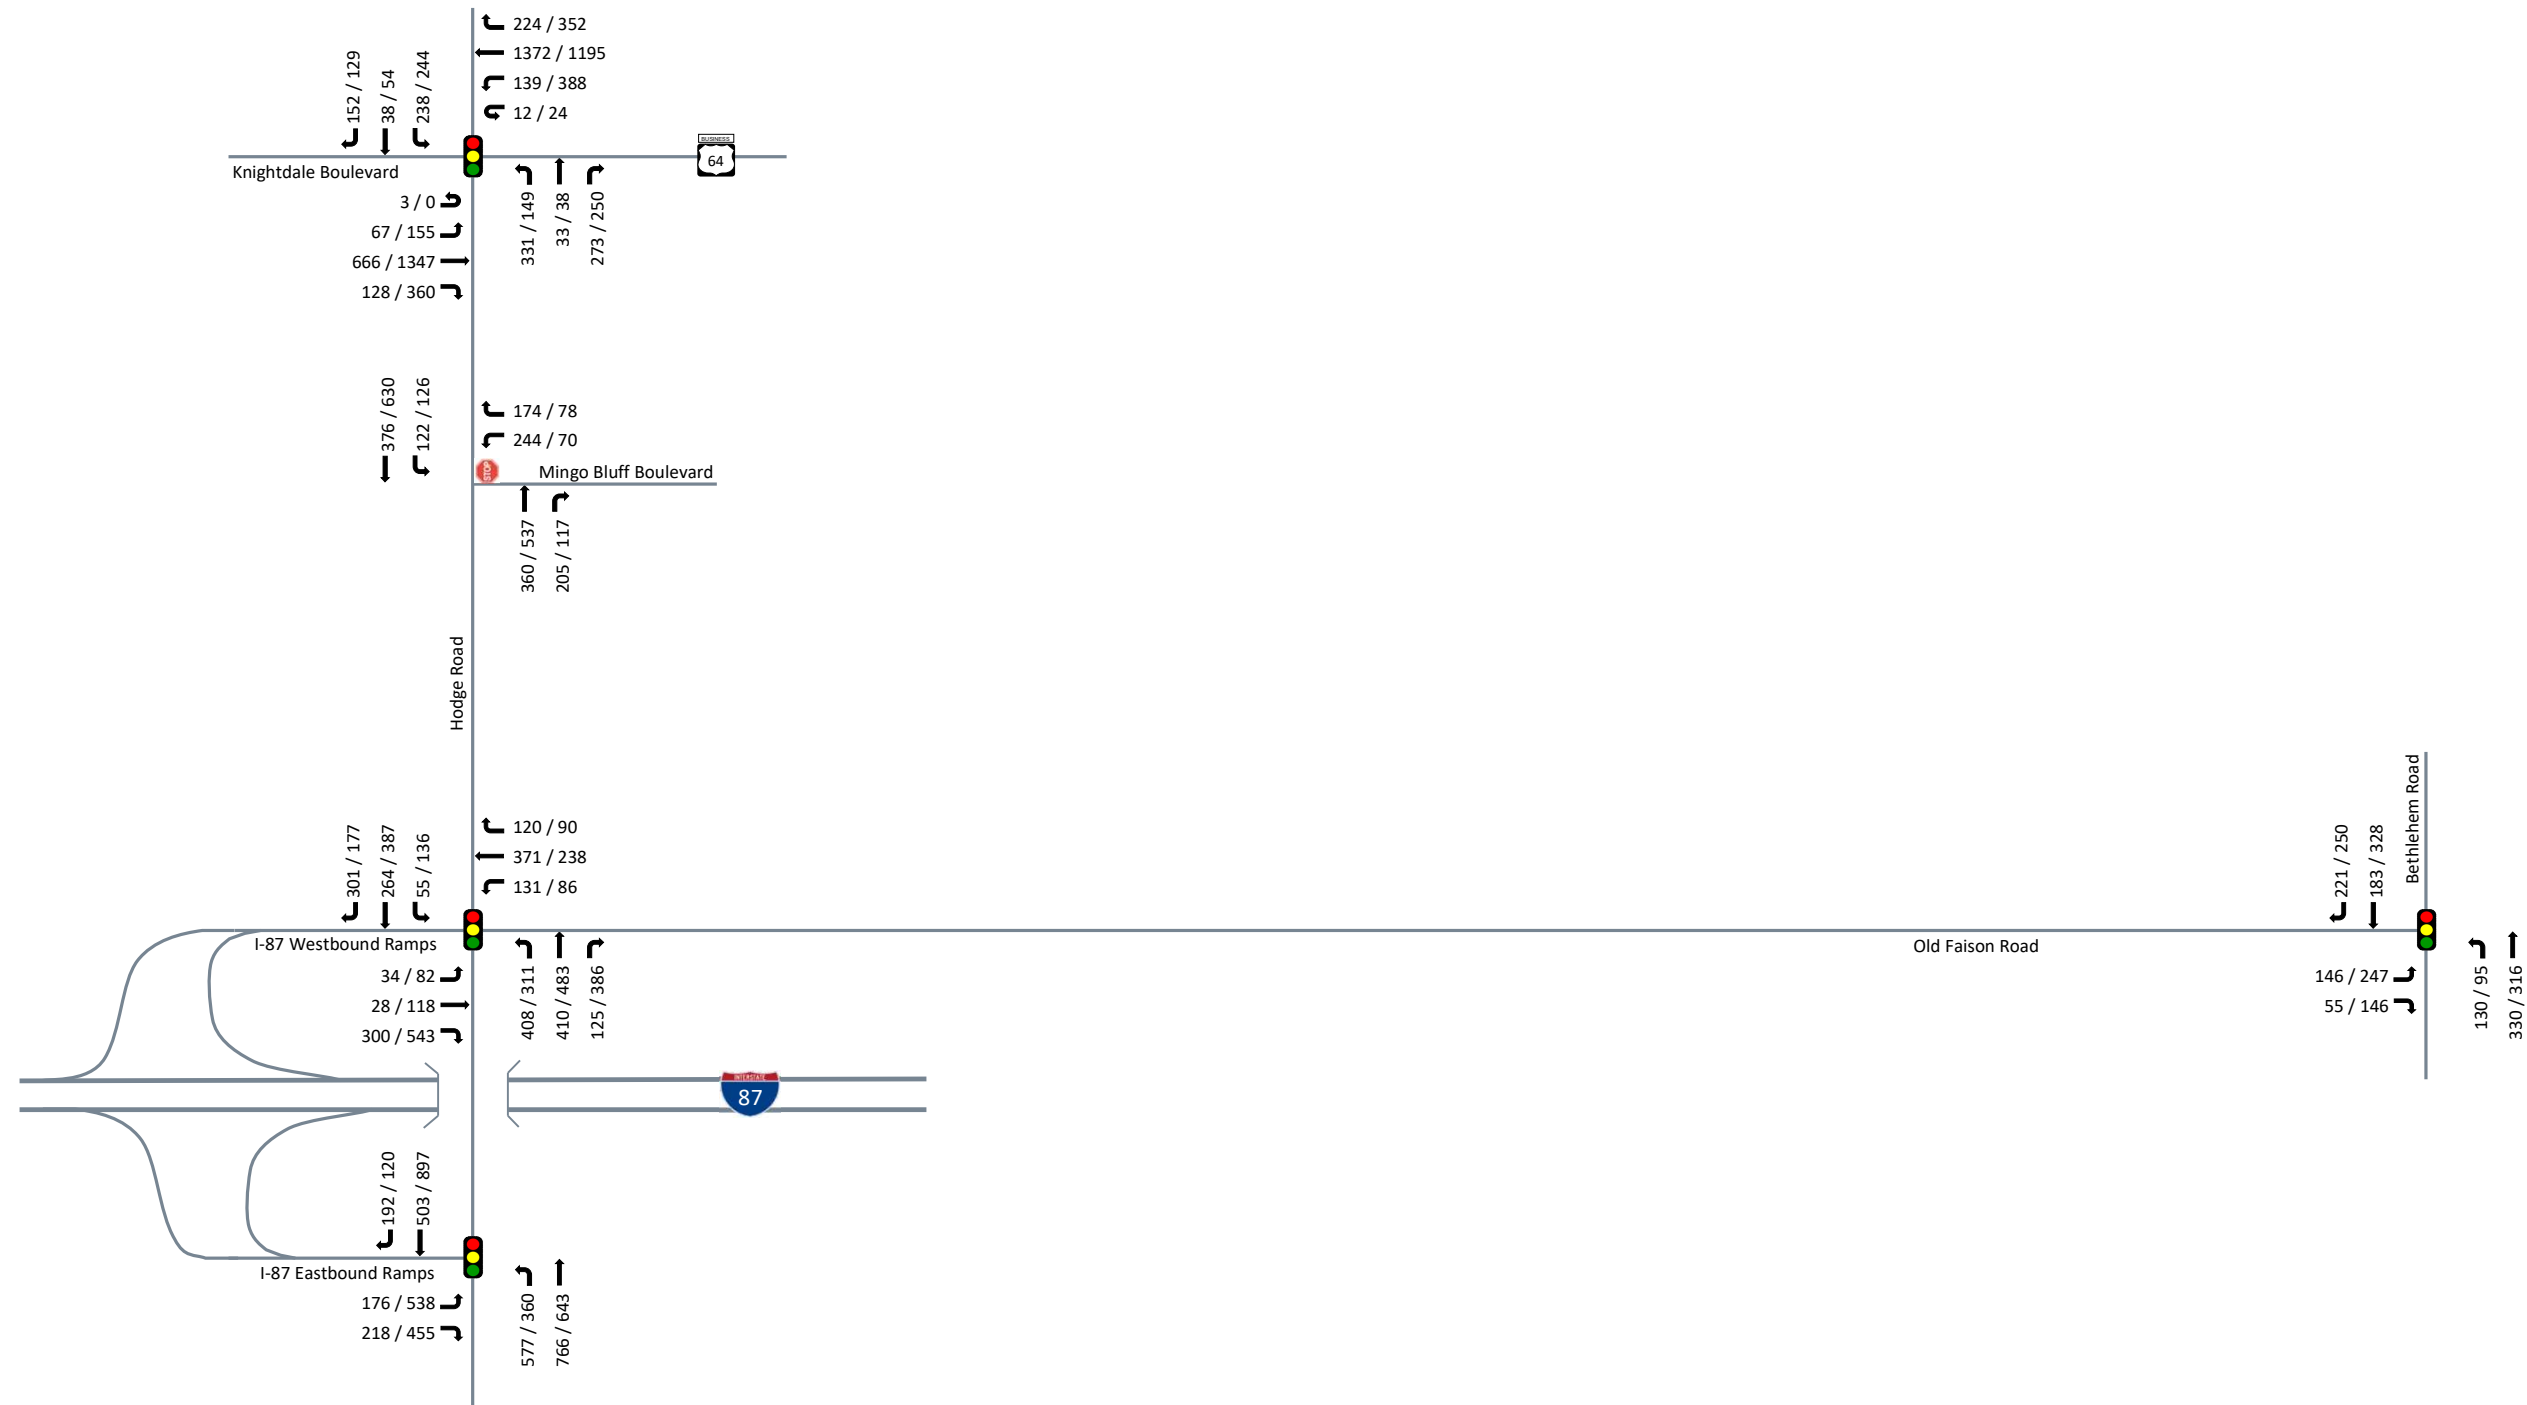 224 / 352
1372 / 1195
139 / 388
12 / 24
152 / 129
38 / 54
238 / 244
BUSINESS
64
Knightdale Boulevard
3 / 0
67 / 155
666 / 1347
128 / 360
331 / 149
33 / 38
273 / 250
376 / 630
122 / 126
174 / 78
244 / 70
STOP
Mingo Bluff Boulevard
360 / 537
205 / 117
Hodge Road
Bethlehem Road
301 / 177
264 / 387
55 / 136
120 / 90
371 / 238
131 / 86
221 / 250
183 / 328
I-87 Westbound Ramps
Old Faison Road
34 / 82
28 / 118
300 / 543
408 / 311
410 / 483
125 / 386
146 / 247
55 / 146
130 / 95
330 / 316
INTERSTATE
87
192 / 120
503 / 897
I-87 Eastbound Ramps
176 / 538
218 / 455
577 / 360
766 / 643